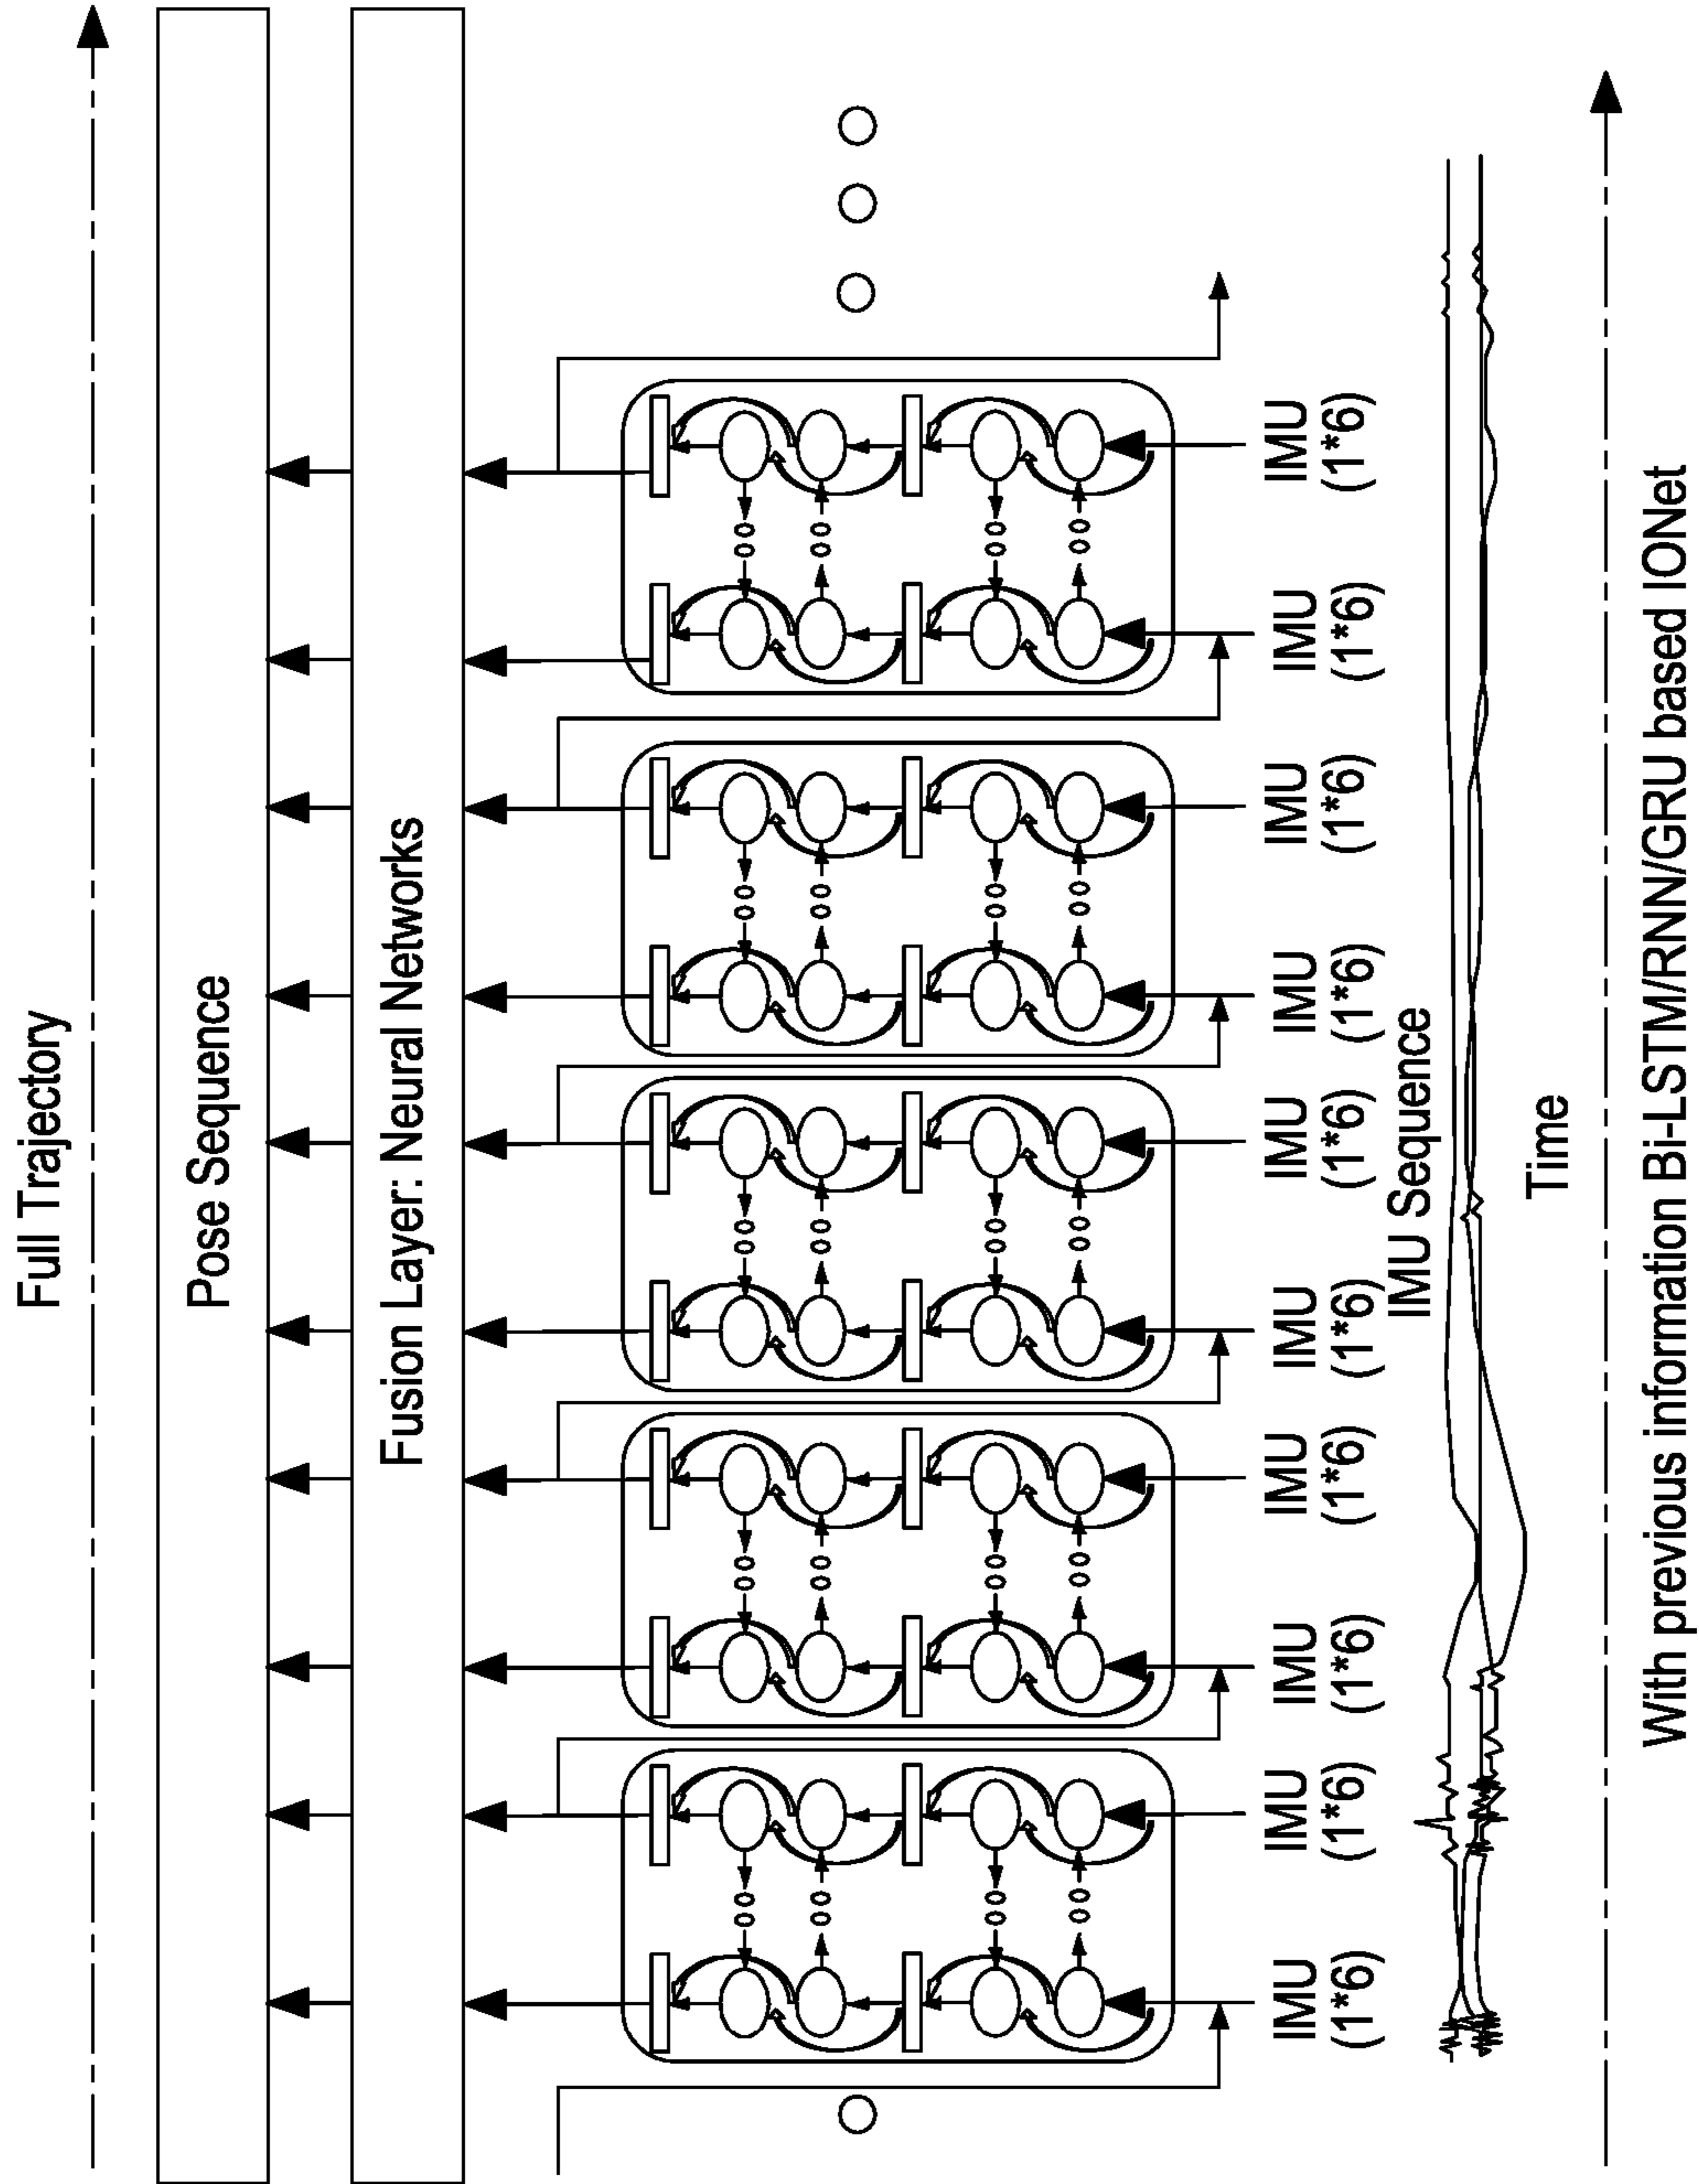 Full Trajectory
Pose Sequence
Fusion Layer: Neural Networks
IMU
(1*6)
IMU
(1*6)
IMU
(1*6)
IMU
(1*6)
IMU
(1*6)
IMU
(1*6)
IMU
(1*6)
IMU
(1*6)
IMU
(1*6)
IMU
(1*6)
IMU Sequence
Time
With previous information Bi-LSTM/RNN/GRU based IONet